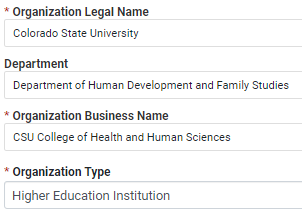 * Organization Legal Name
Colorado State University
Department
Department of Human Development and Family Studies
* Organization Business Name
CSU College of Health and Human Sciences
* Organization Type
Higher Education Institution